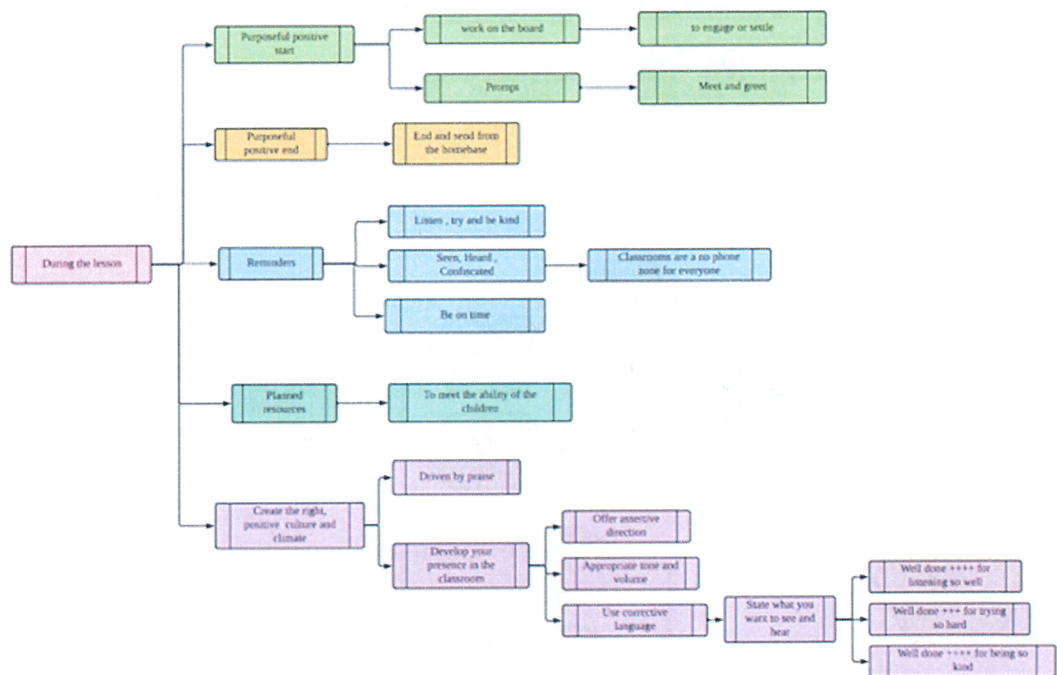 Purposeful positive
start
work on the board
to engage or settle
Prompt
Meet and greet
Purposeful
positive end
End and send from
the homebase
During the lesson
Reminders
Listen , try and be kind
Seen, Heard ,
Confiscated
Classrooms are a no phone
none for everyone
Be on time
Planned
resources
To meet the ability of the
children
Create the right,
positive culture and
climate
Driven by praise
Develop your
presence in the
classroom
Offer assertive
direction
Appropriate tone and
volume
Use corrective
language
State what you
want to see and
hear
Well done ++++ for
listening so well
Well done +++ for trying
so hard
Well done ++++ for being so
kind